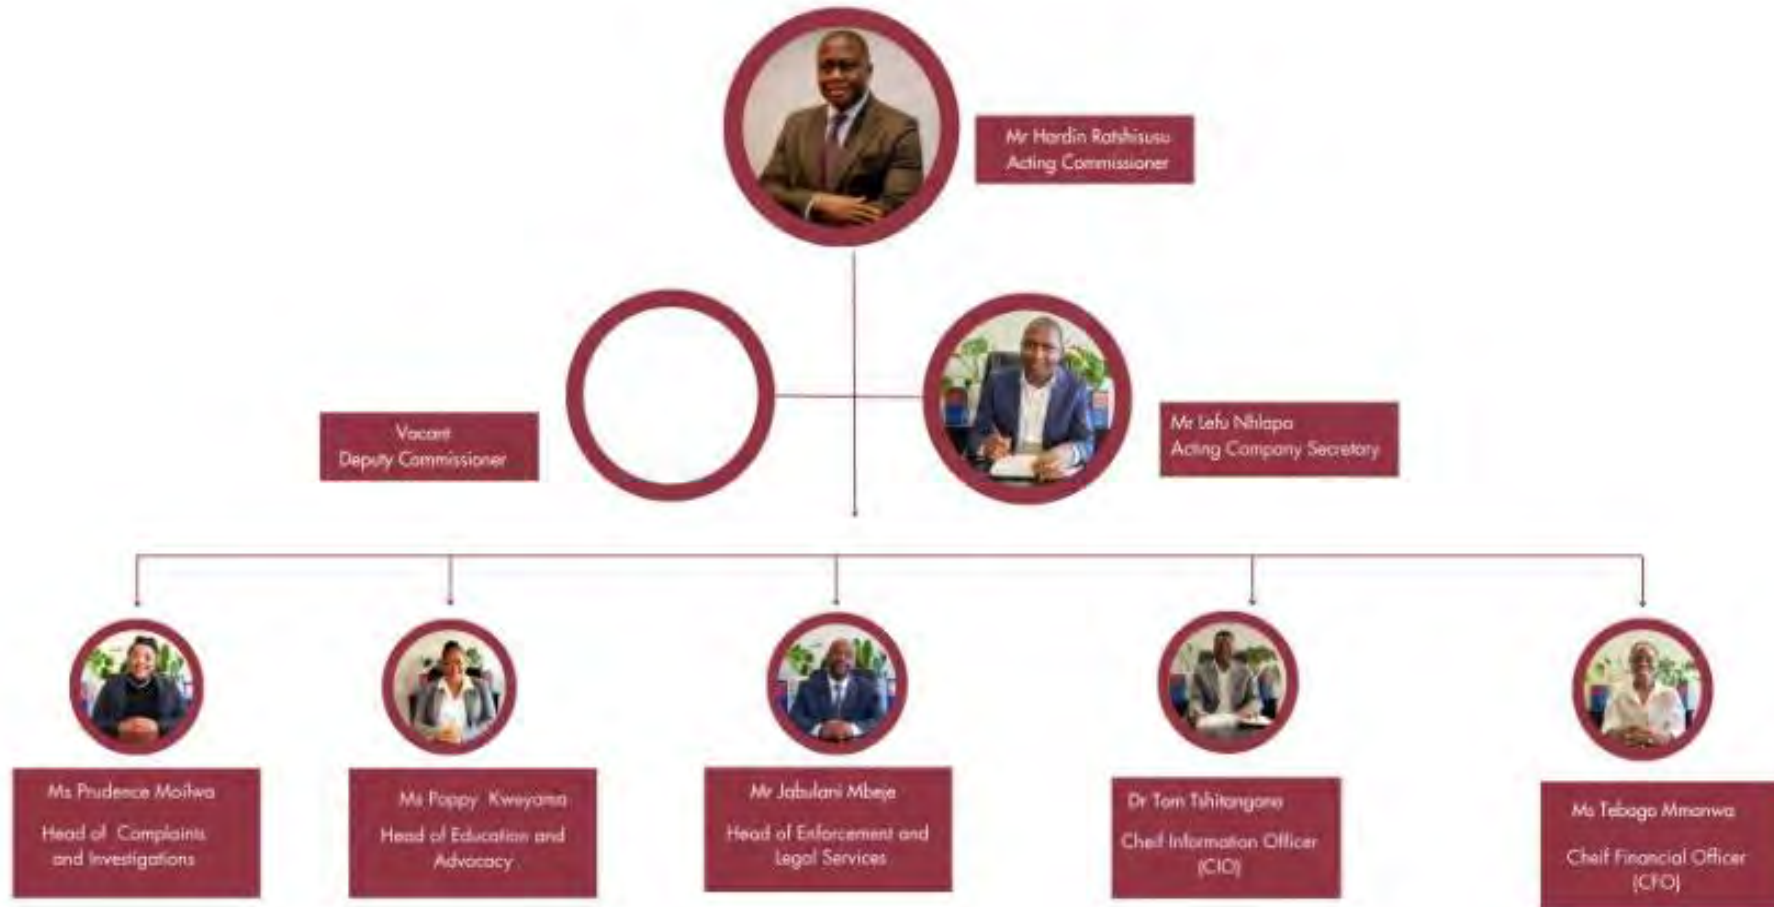 Mr Hardin Ratshisusu
Acting Commissioner
Vacant
Deputy Commissioner
Mr Lefu Nhlapo
Acting Company Secretary
Ms Prudence Moilwa
Head of Complaints
and Investigations
Ms Poppy Kweyama
Head of Education and
Advocacy
Mr Jabulani Mbeje
Head of Enforcement and
Legal Services
Dr Tom Tshitangano
Cheif Information Officer
(CIO)
Ms Tebogo Mmanwa
Cheif Financial Officer
(CFO)